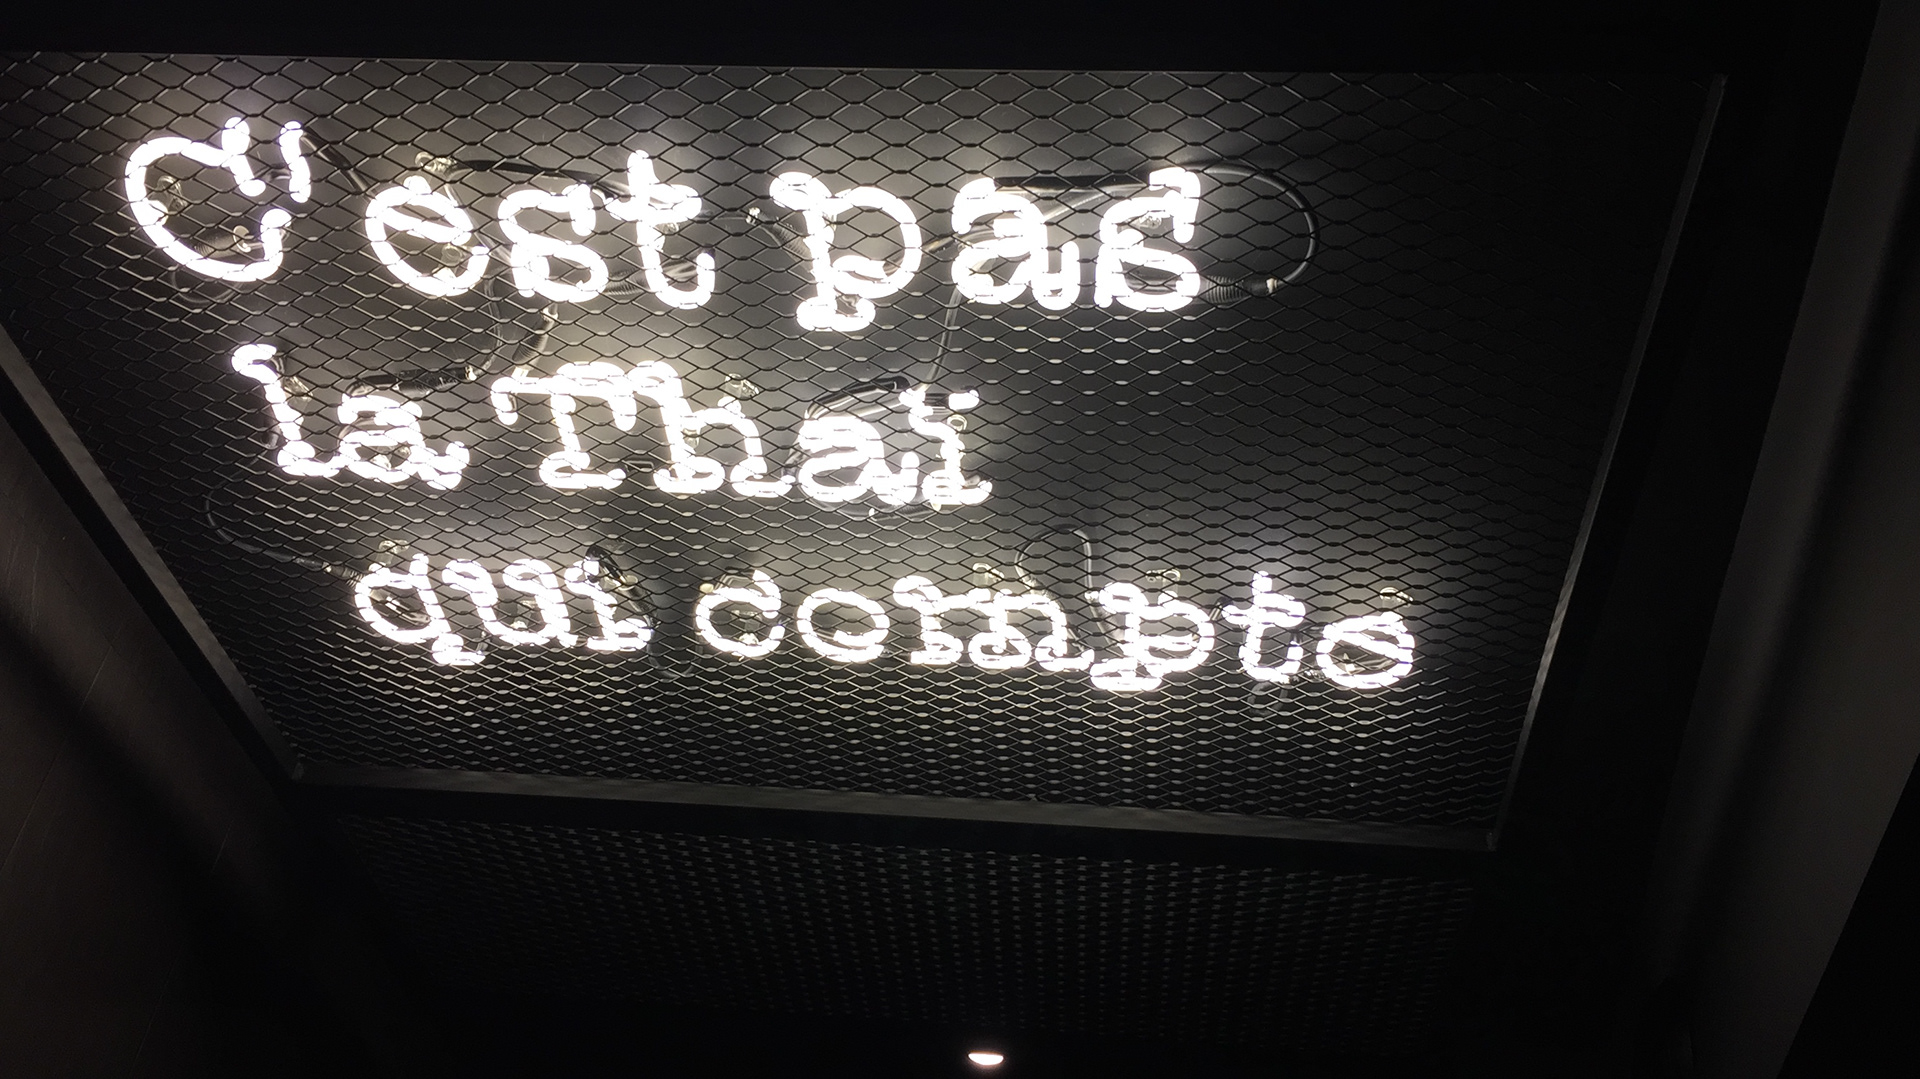 C'est pas
la Thaï
qui compte